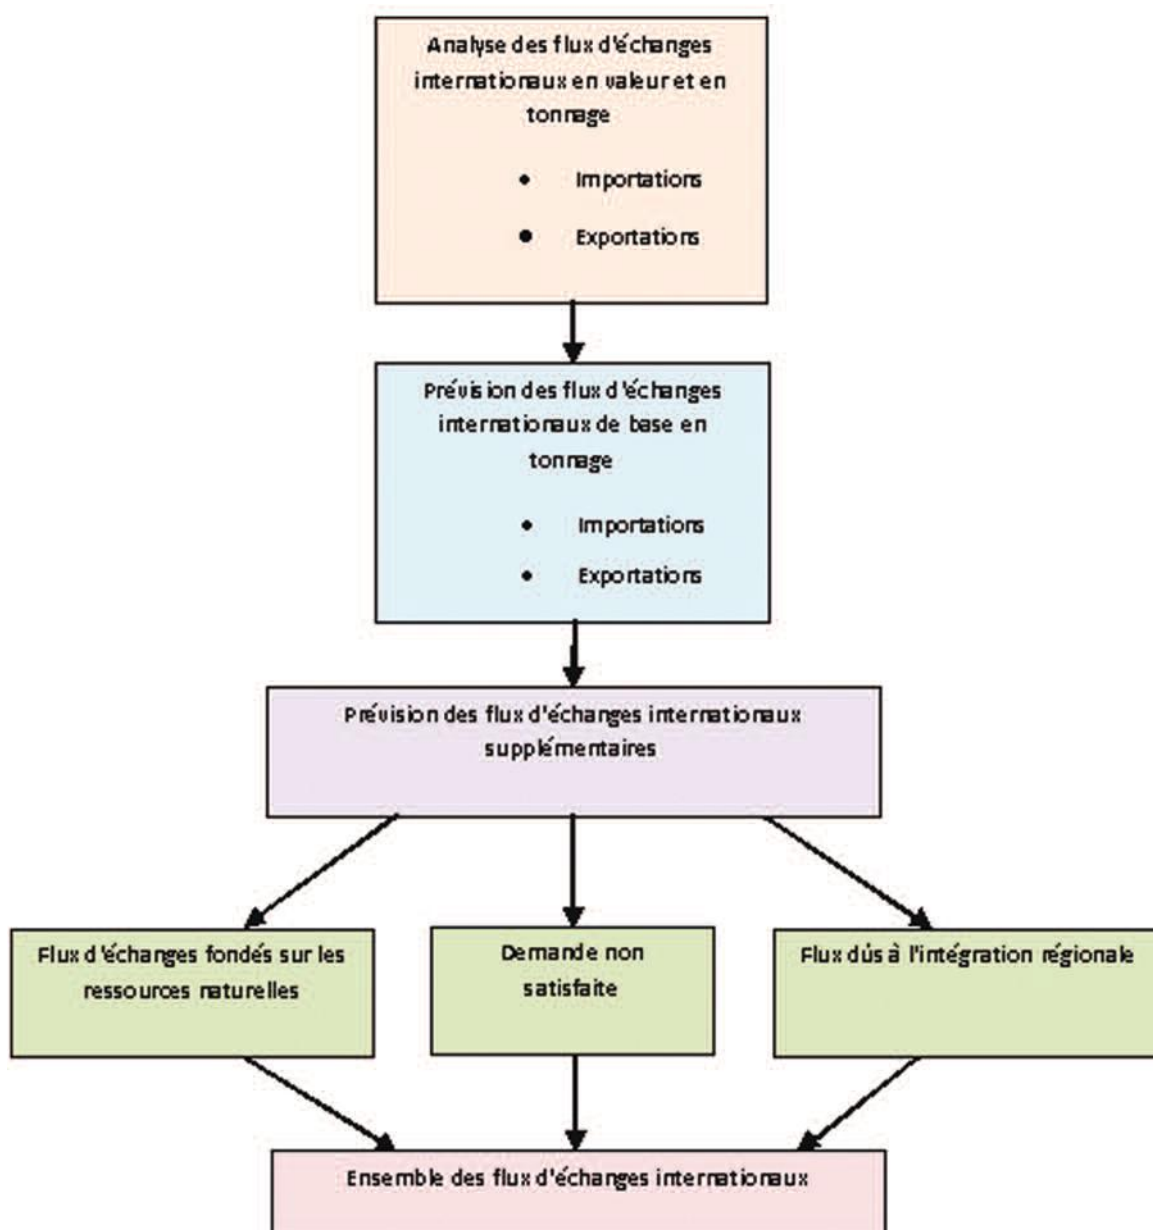 Analyse des flux d'échanges
internationaux en valeur et en
tonnage
• Importations
• Exportations
Prévision des flux d'échanges
internationaux de base en
tonnage
• Importations
• Exportations
Prévision des flux d'échanges internationaux
supplémentaires
Flux d'échanges fondés sur les
ressources naturelles
Demande non
satisfaite
Flux dûs à l'intégration régionale
Ensemble des flux d'échanges internationaux